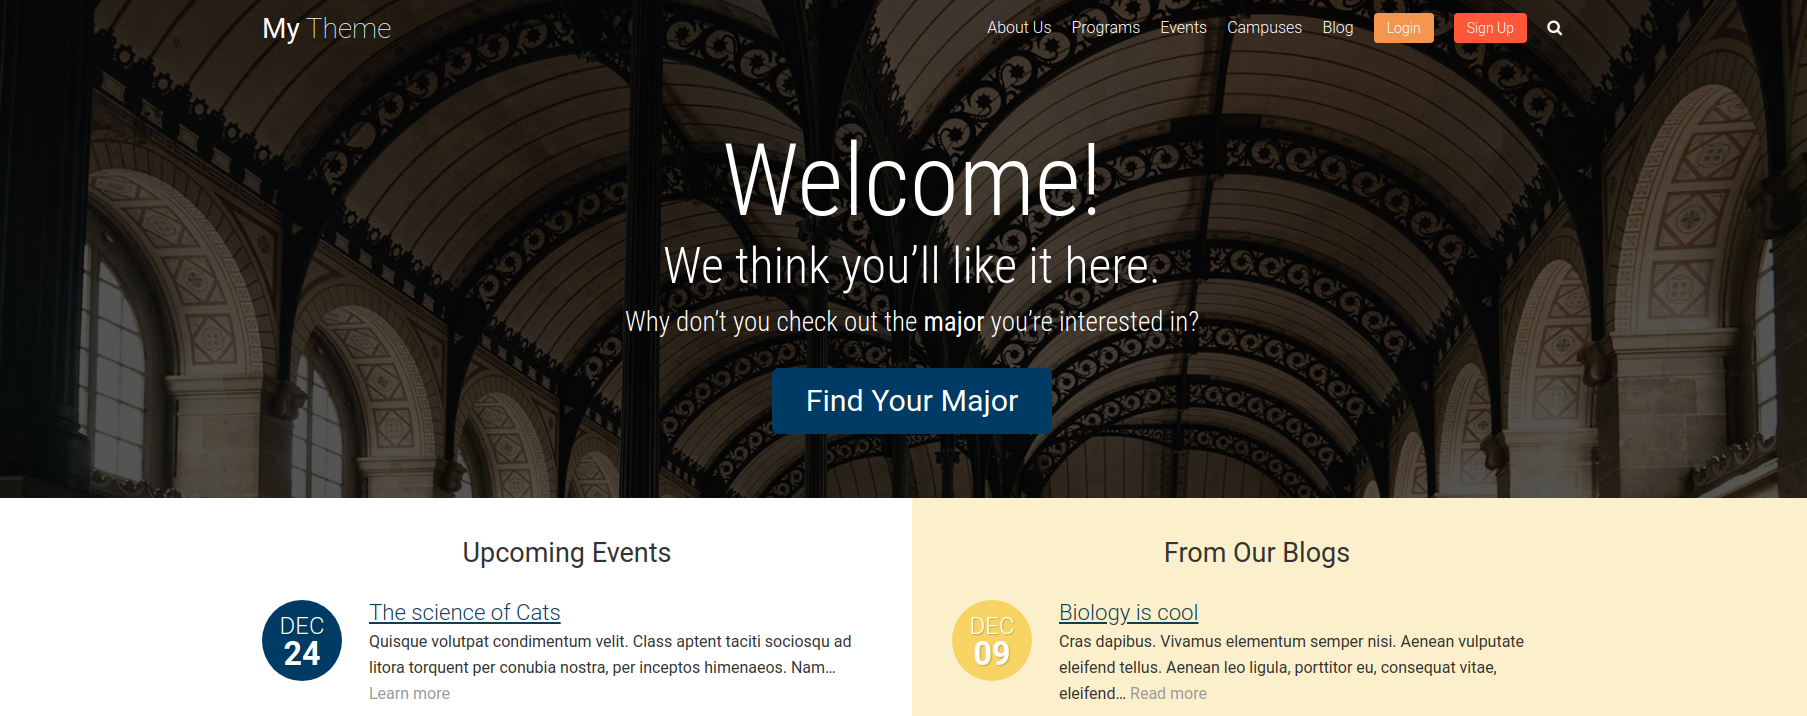 My Theme
About Us Programs Events Campuses Blog Login Sign Up
Welcome!
We think you’ll like it here.
Why don’t you check out the major you’re interested in?
Find Your Major
Upcoming Events
DEC
24
The science of Cats
Quisque volutpat condimentum velit. Class aptent taciti sociosqu ad
litora torquent per conubia nostra, per inceptos himenaeos. Nam…
Learn more
From Our Blogs
DEC
09
Biology is cool
Cras dapibus. Vivamus elementum semper nisi. Aenean vulputate
eleifend tellus. Aenean leo ligula, porttitor eu, consequat vitae,
eleifend… Read more